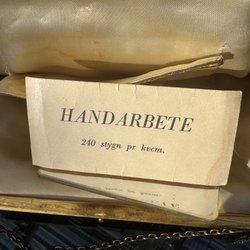 HANDARBETE
240 stygn pr kvcm.